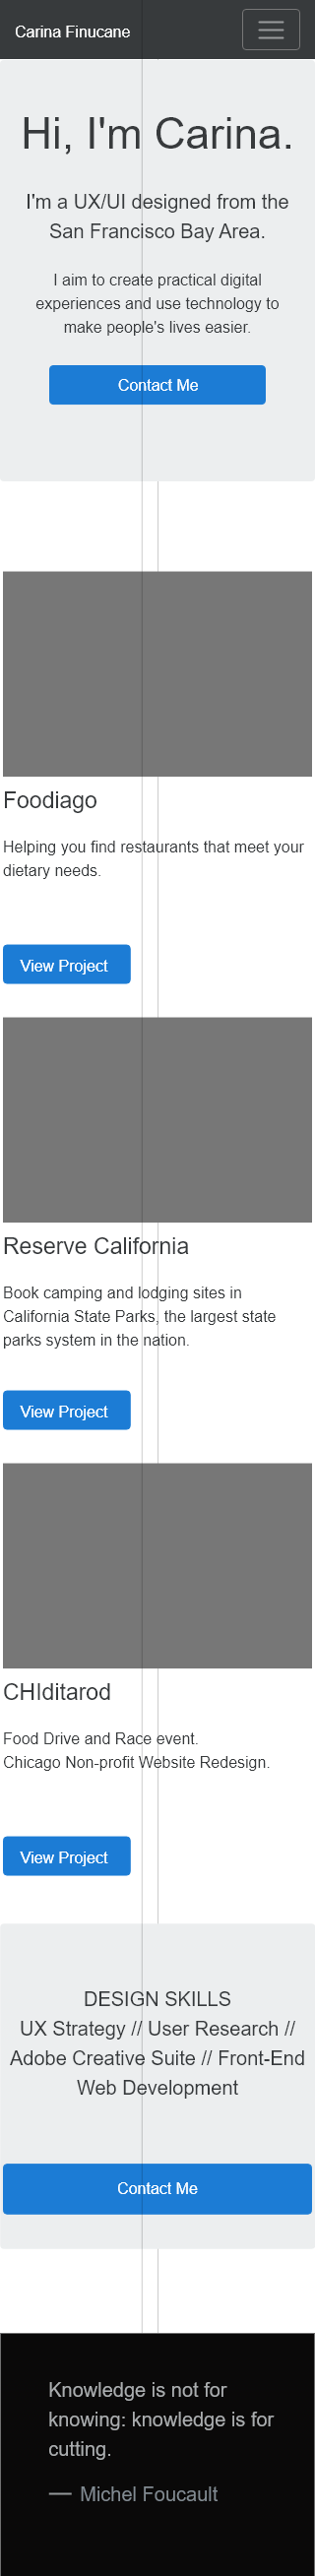 Carina Finucane
Hi, I'm Carina.
I'm a UX/UI designed from the
San Francisco Bay Area.
I aim to create practical digital
experiences and use technology to
make people's lives easier.
Contact Me
Foodiago
Helping you find restaurants that meet your
dietary needs.
View Project
Reserve California
Book camping and lodging sites in
California State Parks, the largest state
parks system in the nation.
View Project
CHIditarod
Food Drive and Race event.
Chicago Non-profit Website Redesign.
View Project
DESIGN SKILLS
UX Strategy // User Research //
Adobe Creative Suite // Front-End
Web Development
Contact Me
Knowledge is not for
knowing: knowledge is for
cutting.
— Michel Foucault